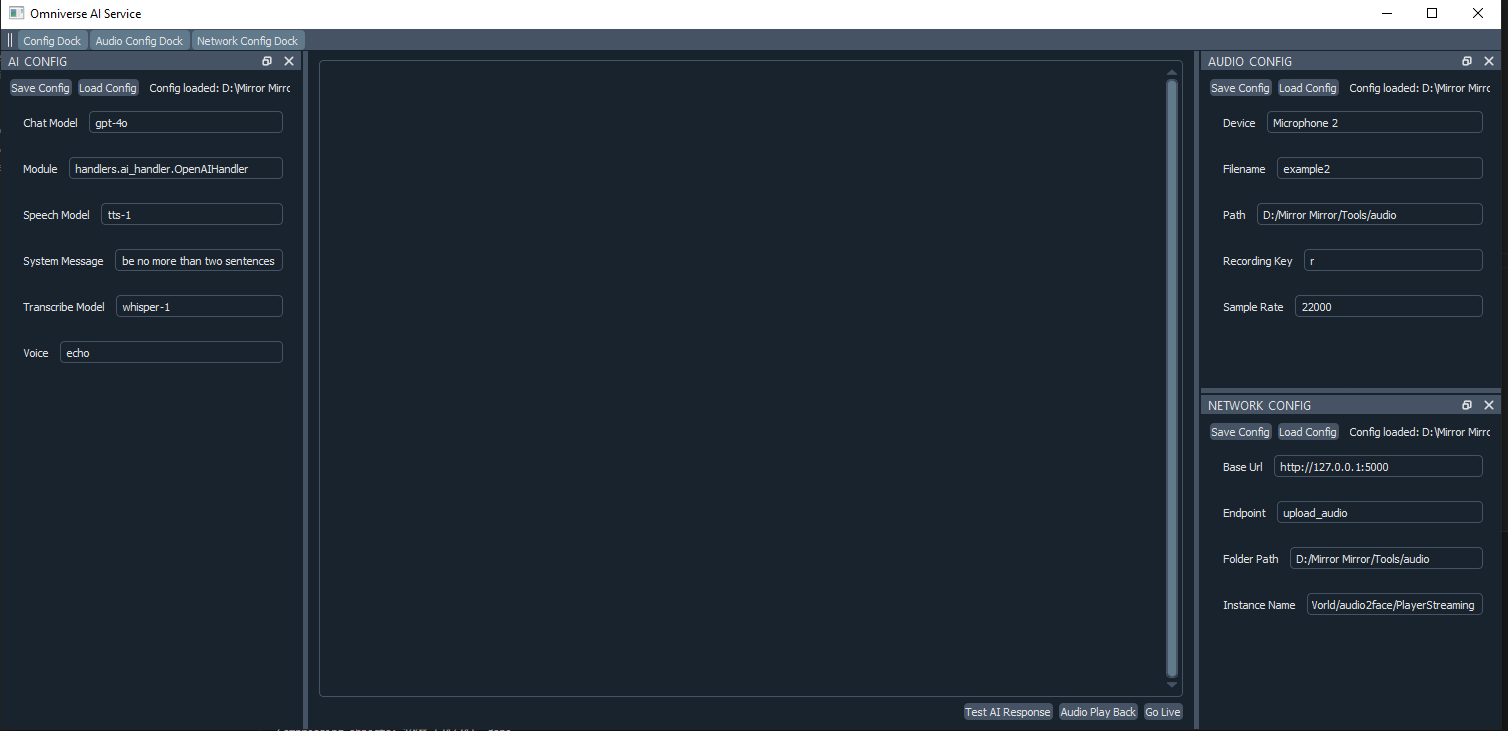 Omniverse AI Service
Config Dock Audio Config Dock Network Config Dock
AI CONFIG
Save Config Load Config Config loaded: D:\Mirror Mirrc
Chat Model gpt-4o
Module handlers.ai_handler.OpenAIHandler
Speech Model tts-1
System Message be no more than two sentences
Transcribe Model whisper-1
Voice echo
Test AI Response Audio Play Back Go Live
AUDIO CONFIG
Save Config Load Config Config loaded: D:\Mirror Mirrc
Device Microphone 2
Filename example2
Path D:/Mirror Mirror/Tools/audio
Recording Key r
Sample Rate 22000
NETWORK CONFIG
Save Config Load Config Config loaded: D:\Mirror Mirrc
Base Url http://127.0.0.1:5000
Endpoint upload_audio
Folder Path D:/Mirror Mirror/Tools/audio
Instance Name World/audio2face/PlayerStreaming